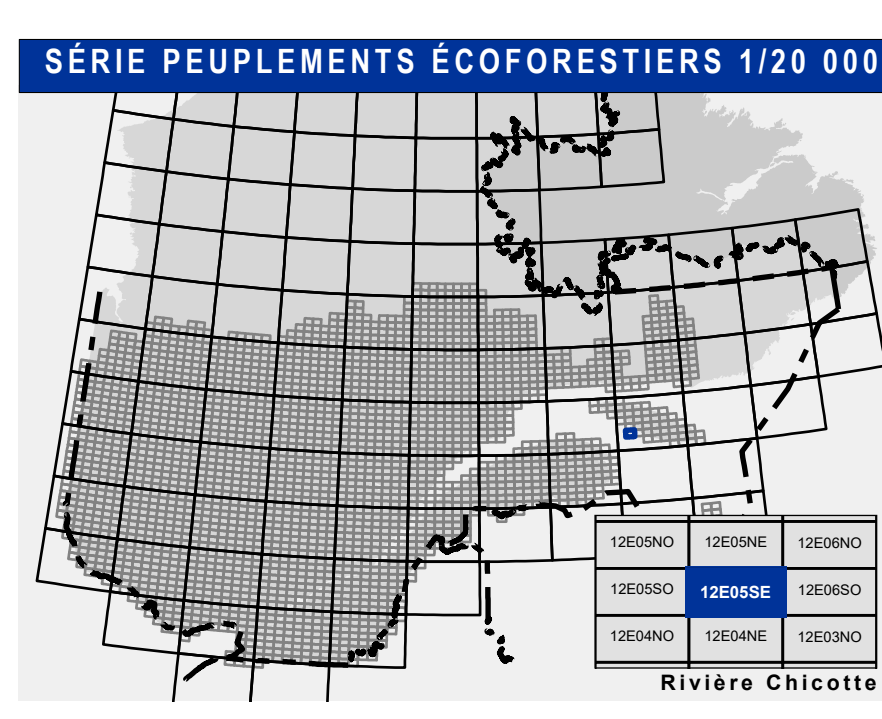 SÉRIE PEUPLEMENTS ÉCOFORESTIERS 1/20 000
12E05NO 12E05NE 12E06NO
12E05SO 12E05SE 12E06SO
12E04NO 12E04NE 12E03NO
Rivière Chicotte